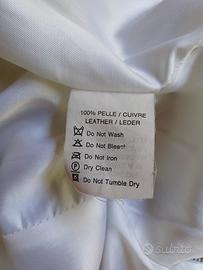 100% PELLE / CUIVRE
LEATHER / LEDER
Do Not Wash
Do Not Bleach
Do Not Iron
Dry Clean
Do Not Tumble Dry
subito